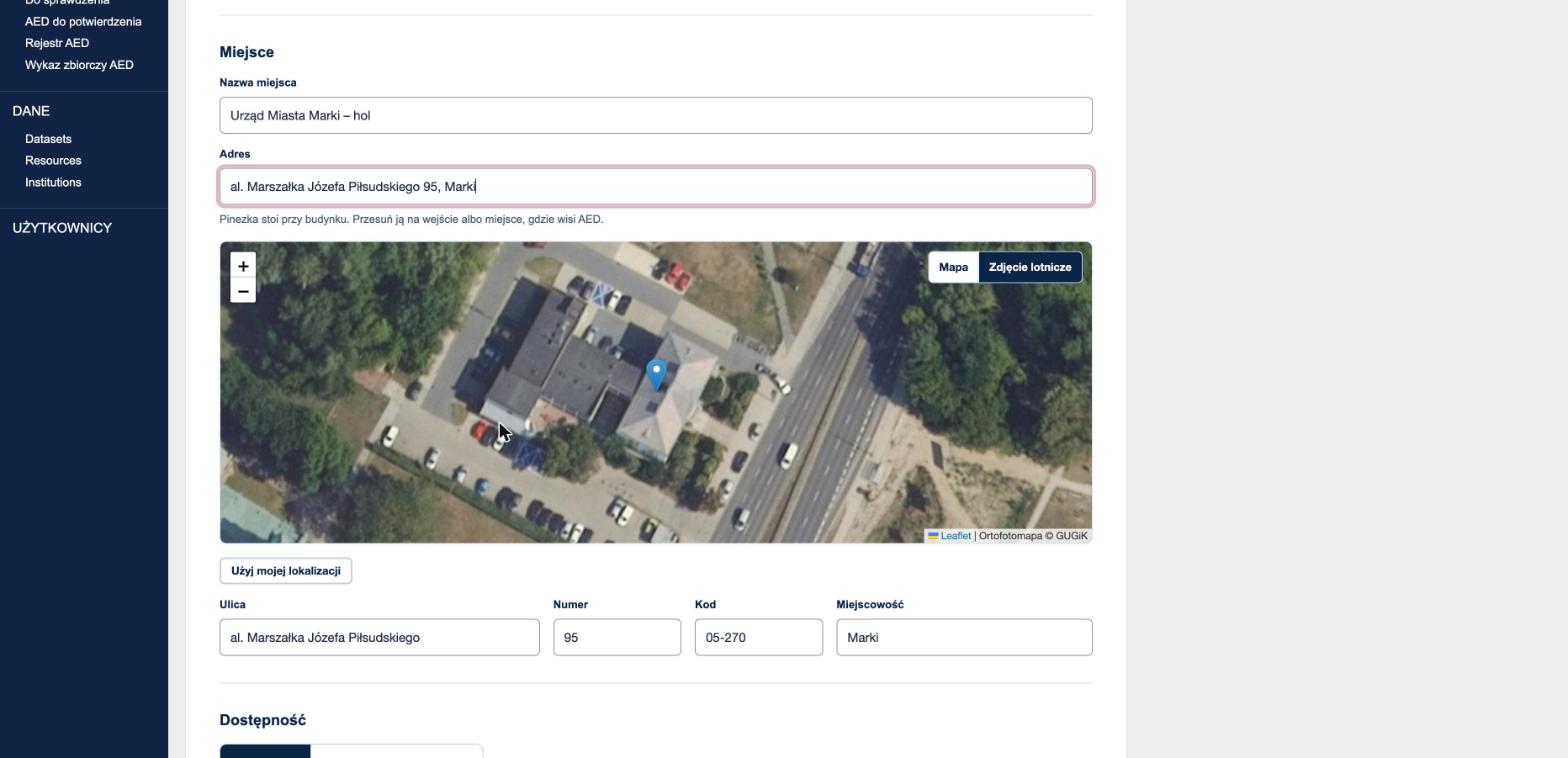 Do sprawdzenia
AED do potwierdzenia
Rejestr AED
Wykaz zbiorczy AED
DANE
Datasets
Resources
Institutions
UŻYTKOWNICY
Miejsce
Nazwa miejsca
Urząd Miasta Marki – hol
Adres
al. Marszałka Józefa Piłsudskiego 95, Marki
Pinezka stoi przy budynku. Przesuń ją na wejście albo miejsce, gdzie wisi AED.
+
−
Mapa Zdjęcie lotnicze
Leaflet | Ortofotomapa © GUGiK
Użyj mojej lokalizacji
Ulica Numer Kod Miejscowość
al. Marszałka Józefa Piłsudskiego 95 05-270 Marki
Dostępność